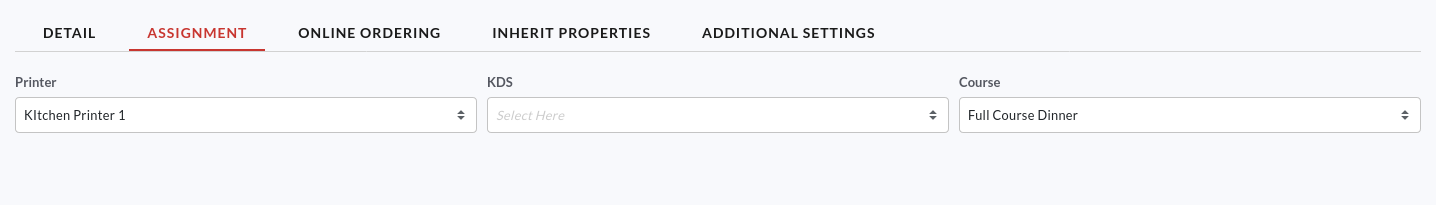 DETAIL ASSIGNMENT ONLINE ORDERING INHERIT PROPERTIES ADDITIONAL SETTINGS
Printer KDS Course
KItchen Printer 1 Select Here Full Course Dinner